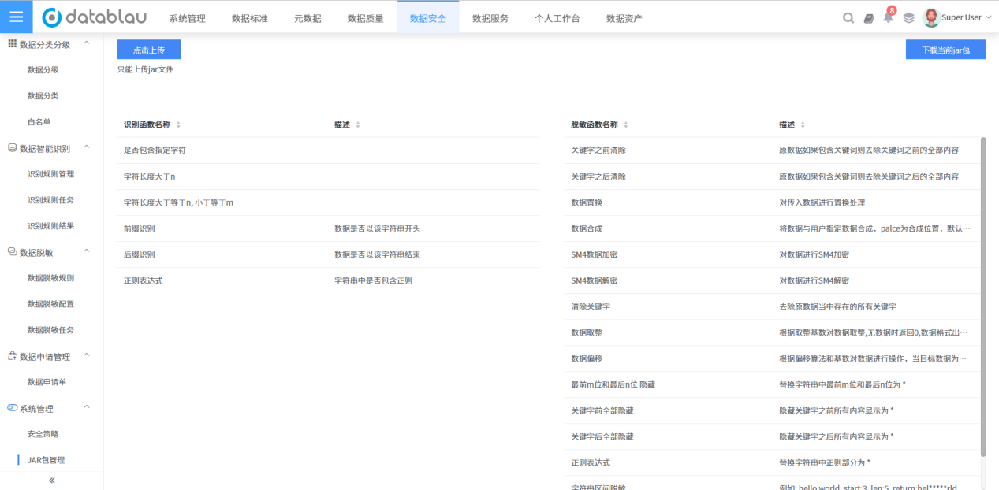 datablau 系统管理 数据标准 元数据 数据质量 数据安全 数据服务 个人工作台 数据资产 8 Super User
数据分类分级
数据分级
数据分类
白名单
数据智能识别
识别规则管理
识别规则任务
识别规则结果
数据脱敏
数据脱敏规则
数据脱敏配置
数据脱敏任务
数据申请管理
数据申请单
系统管理
安全策略
JAR包管理
«
点击上传 下载当前jar包
只能上传jar文件
识别函数名称 描述
是否包含指定字符
字符长度大于n
字符长度大于等于n, 小于等于m
前缀识别 数据是否以该字符串开头
后缀识别 数据是否以该字符串结束
正则表达式 字符串中是否包含正则
脱敏函数名称 描述
关键字之前清除 原数据如果包含关键词则去除关键词之前的全部内容
关键字之后清除 原数据如果包含关键词则去除关键词之后的全部内容
数据置换 对传入数据进行置换处理
数据合成 将数据与用户指定数据合成，palce为合成位置，默认…
SM4数据加密 对数据进行SM4加密
SM4数据解密 对数据进行SM4解密
清除关键字 去除原数据当中存在的所有关键字
数据取整 根据取整基数对数据取整,无数据时返回0,数据格式出…
数据偏移 根据偏移算法和基数对数据进行操作，当目标数据为…
最前m位和最后n位 隐藏 替换字符串中最前m位和最后n位为 *
关键字前全部隐藏 隐藏关键字之前所有内容显示为 *
关键字后全部隐藏 隐藏关键字之后所有内容显示为 *
正则表达式 替换字符串中正则部分为 *
字符串区间脱敏 例如: hello world, start:3, len:5, return:hel*****rld